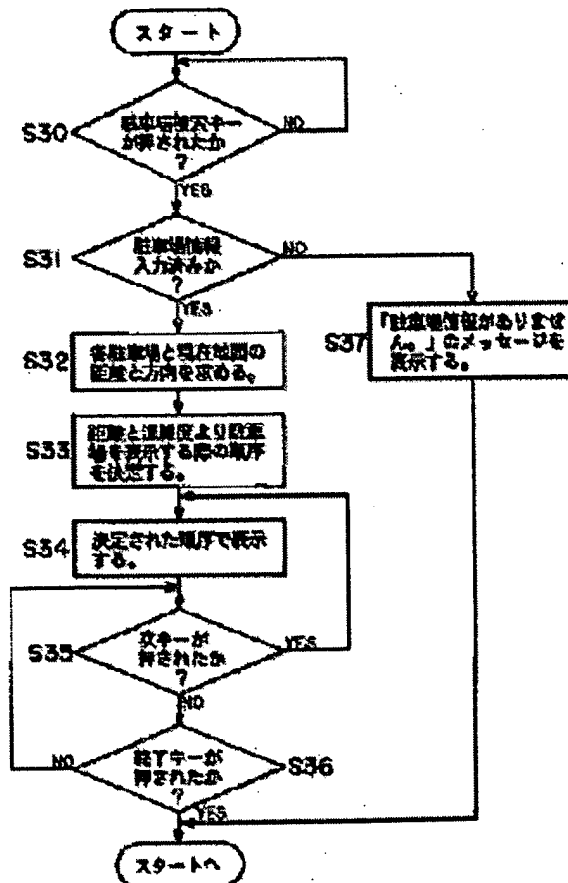 スタート
S30
駐車場検索キー
が押されたか
?
NO
YES
S31
駐車場情報
入力済みか
?
NO
YES
S32
各駐車場と現在地間の
距離と方向を求める。
S37
「駐車場情報がありませ
ん。」のメッセージを
表示する。
S33
距離と混雑度より駐車
場を表示する際の順序
を決定する。
S34
決定された順序で表示
する。
S35
次キーが
押されたか
?
YES
NO
S36
終了キーが
押されたか
?
NO
YES
スタートへ